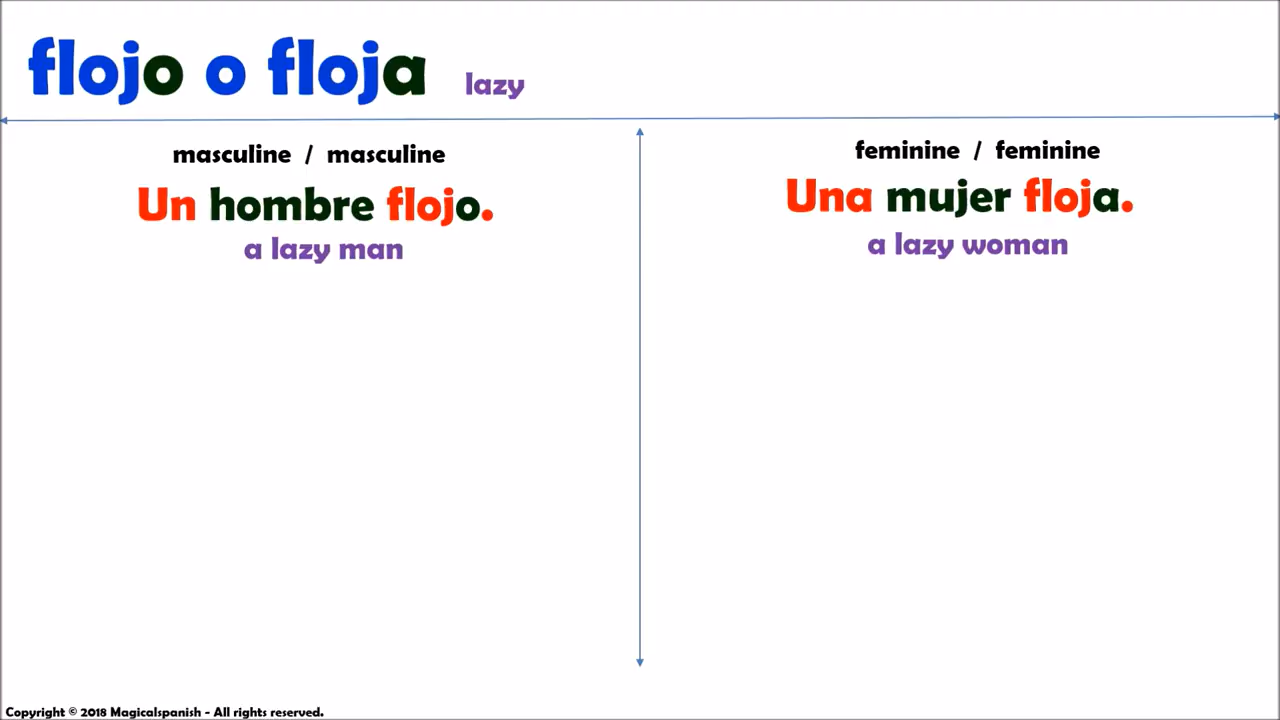 flojo o floja lazy
masculine / masculine
Un hombre flojo.
a lazy man
feminine / feminine
Una mujer floja.
a lazy woman
Copyright © 2018 Magicalspanish - All rights reserved.